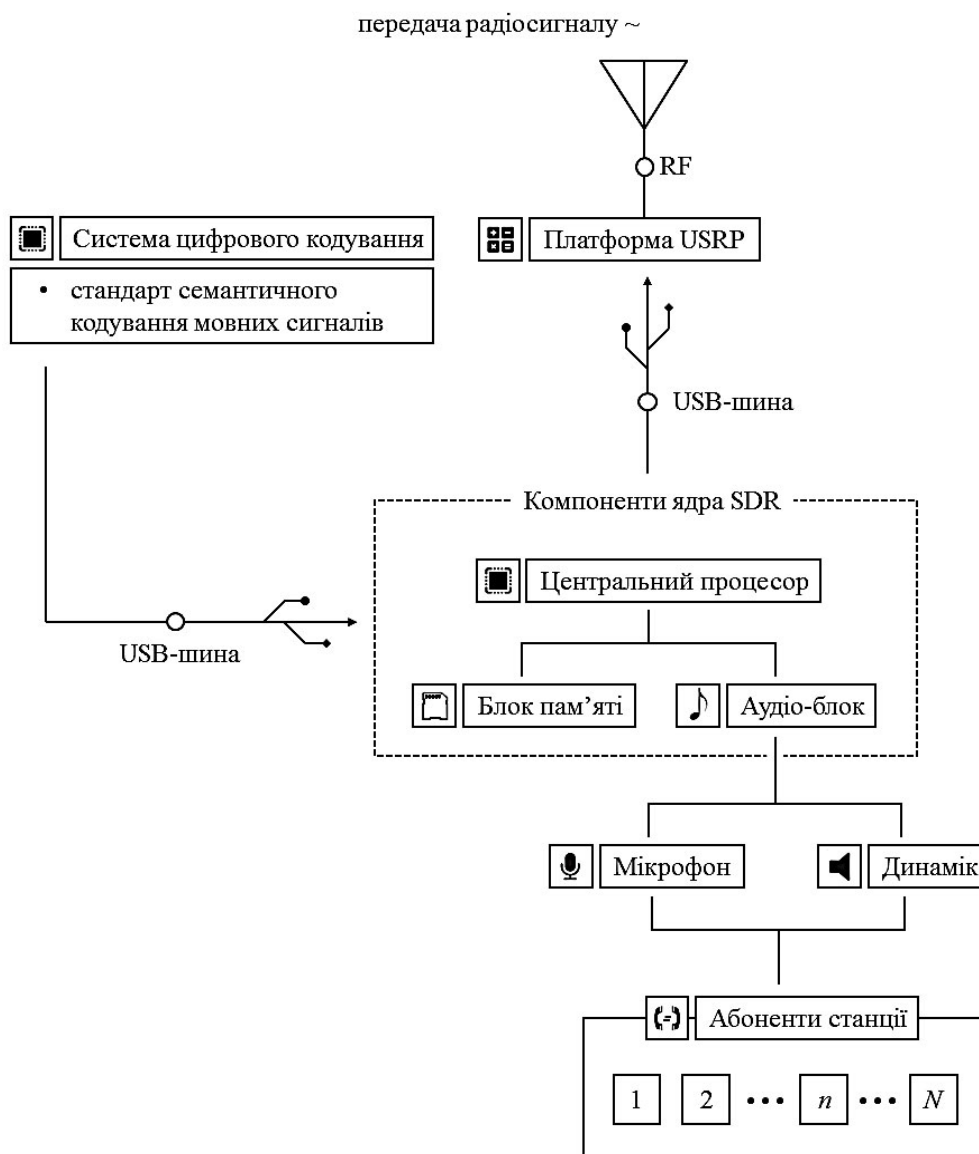 передача радіосигналу ~
RF
Система цифрового кодування
Платформа USRP
• стандарт семантичного
кодування мовних сигналів
USB-шина
Компоненти ядра SDR
Центральний процесор
USB-шина
Блок пам’яті
Аудіо-блок
Мікрофон
Динамік
Абоненти станції
1 2 ••• n ••• N